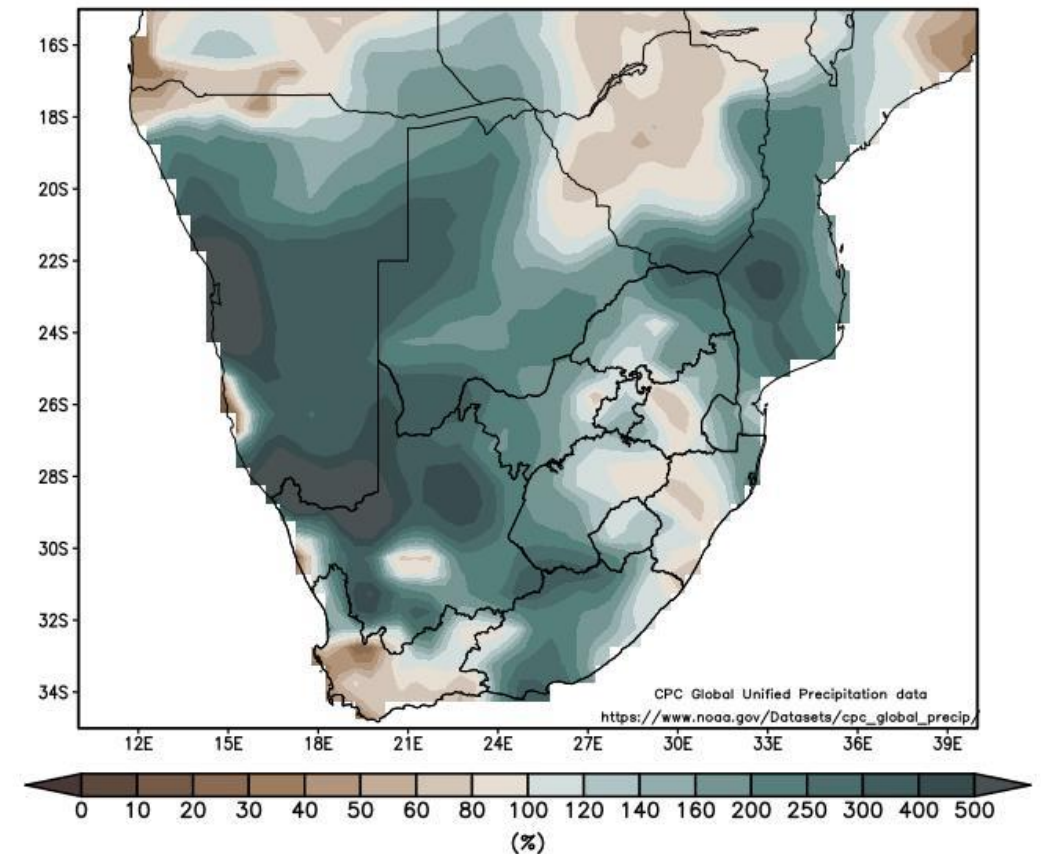 16S
18S
20S
22S
24S
26S
28S
30S
32S
34S
CPC Global Unified Precipitation data
https://www.noaa.gov/Datasets/cpc_global_precip/
12E 15E 18E 21E 24E 27E 30E 33E 36E 39E
0 10 20 30 40 50 60 80 100 120 140 160 200 250 300 400 500
(%)